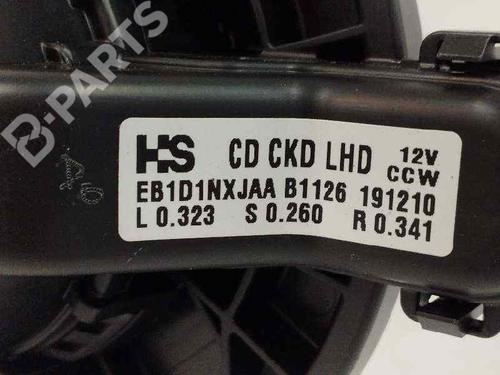 B-PARTS
HS CD CKD LHD 12V
CCW
EB1D1NXJAA B1126 191210
L 0.323 S 0.260 R 0.341